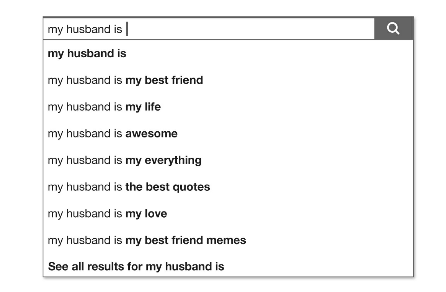 my husband is
my husband is
my husband is my best friend
my husband is my life
my husband is awesome
my husband is my everything
my husband is the best quotes
my husband is my love
my husband is my best friend memes
See all results for my husband is